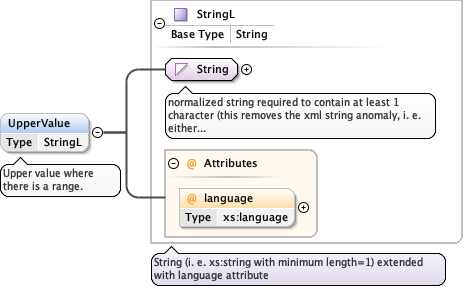 StringL
Base Type String
String
normalized string required to contain at least 1
character (this removes the xml string anomaly, i. e.
either...
UpperValue
Type StringL
Upper value where
there is a range.
@ Attributes
@ language
Type xs:language
String (i. e. xs:string with minimum length=1) extended
with language attribute